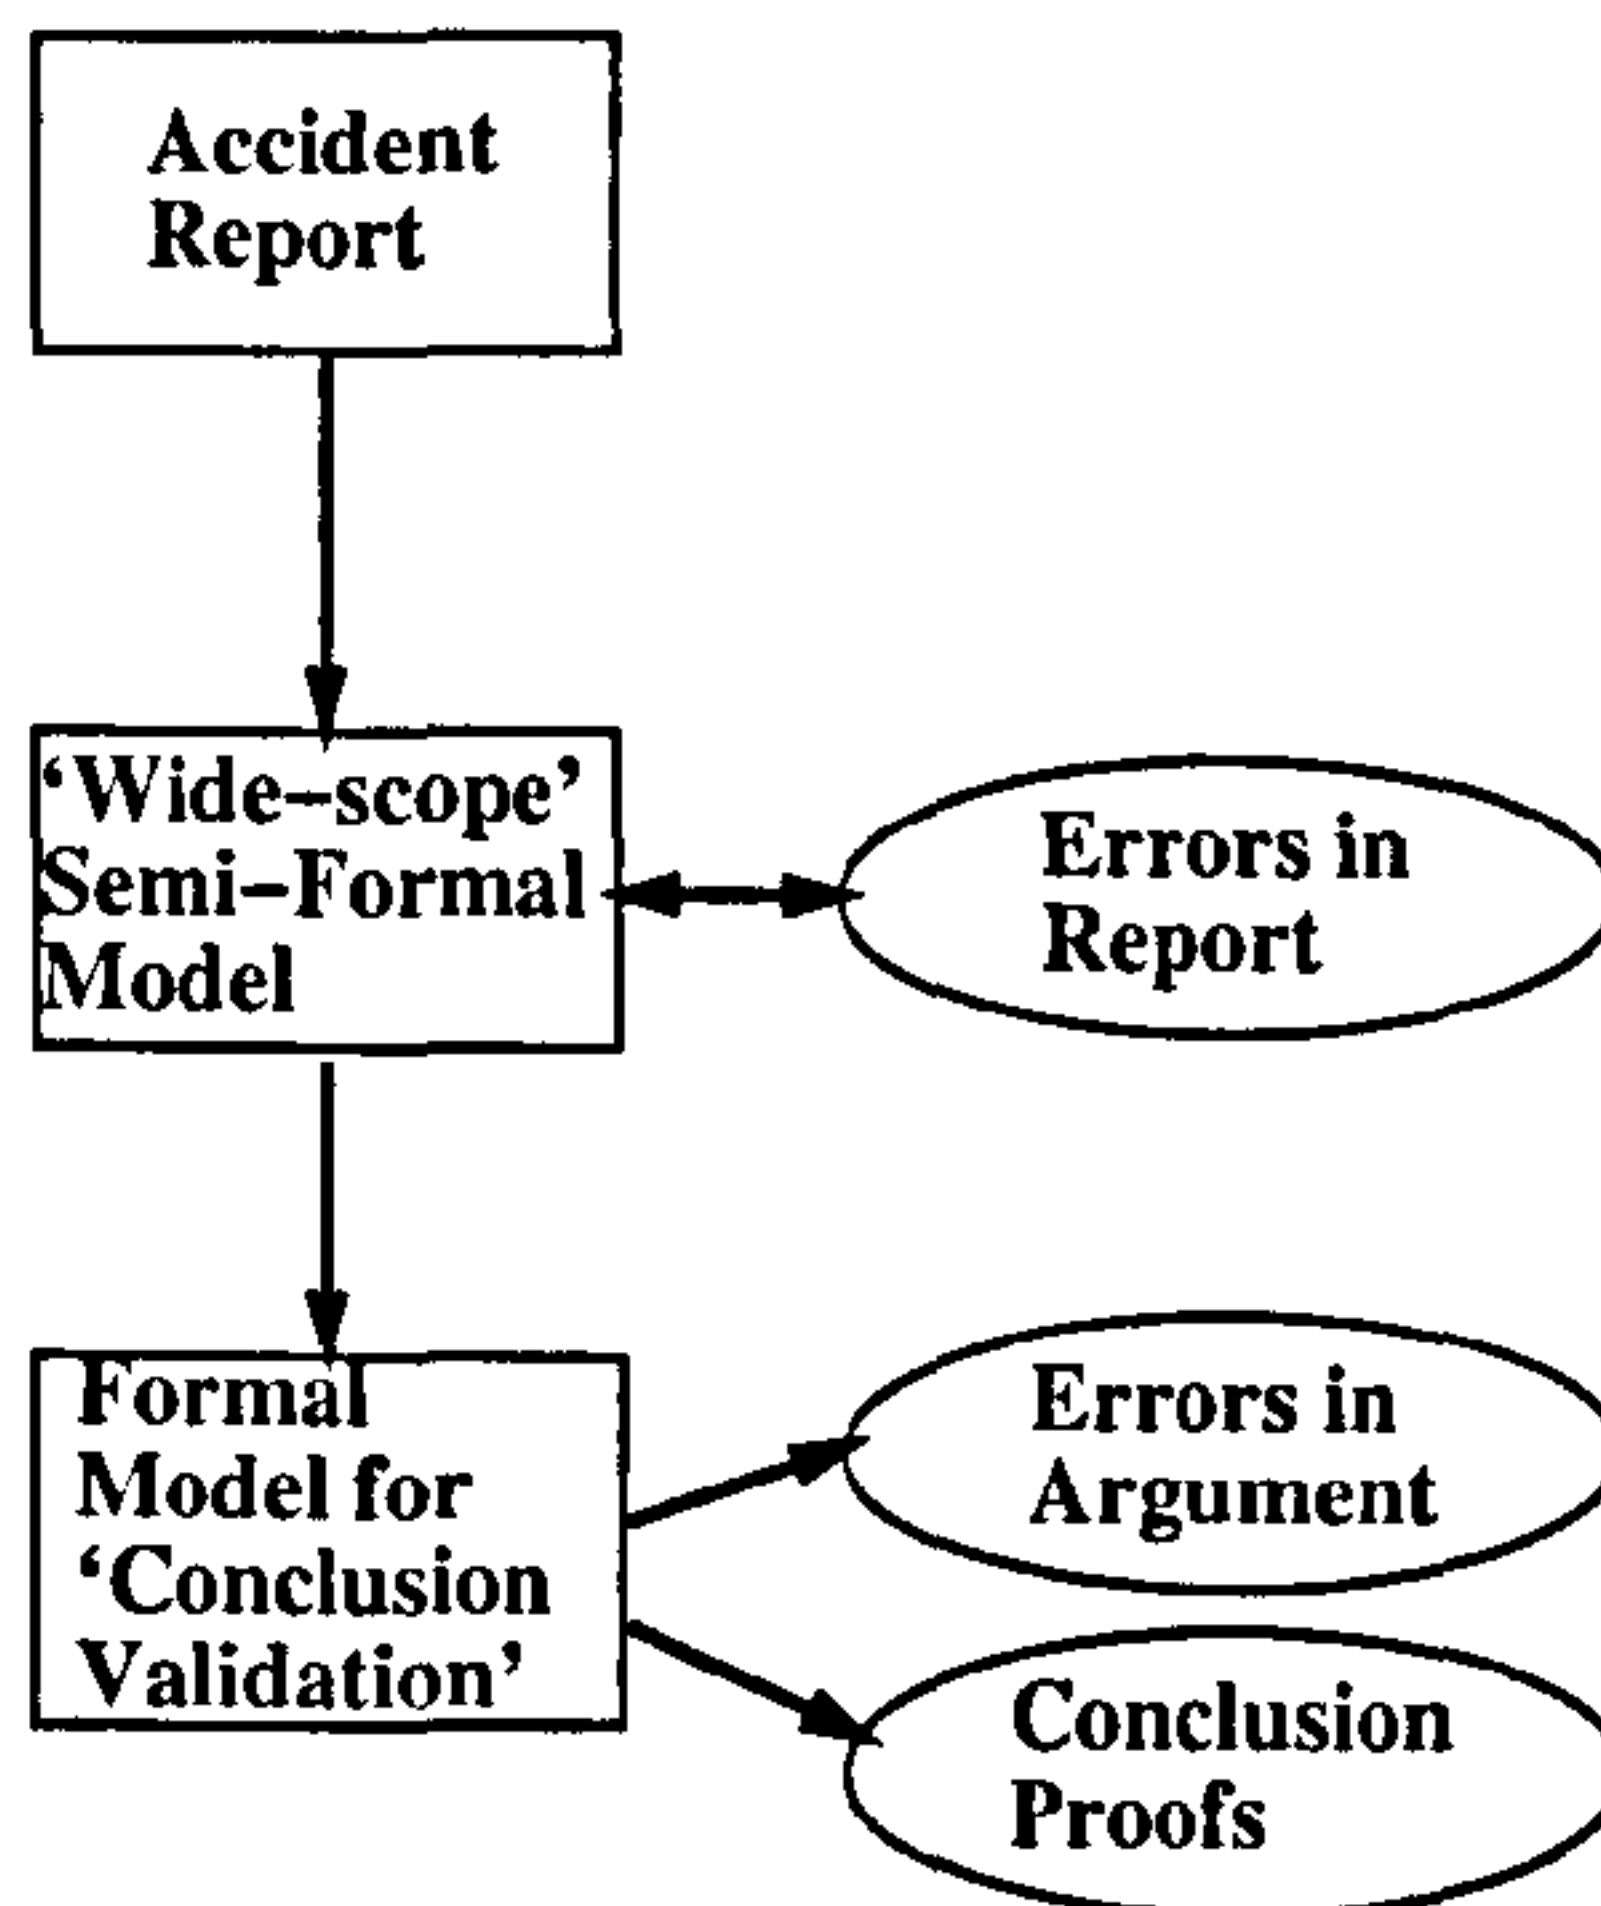 Accident
Report
‘Wide–scope’
Semi–Formal
Model
Errors in
Report
Formal
Model for
‘Conclusion
Validation’
Errors in
Argument
Conclusion
Proofs